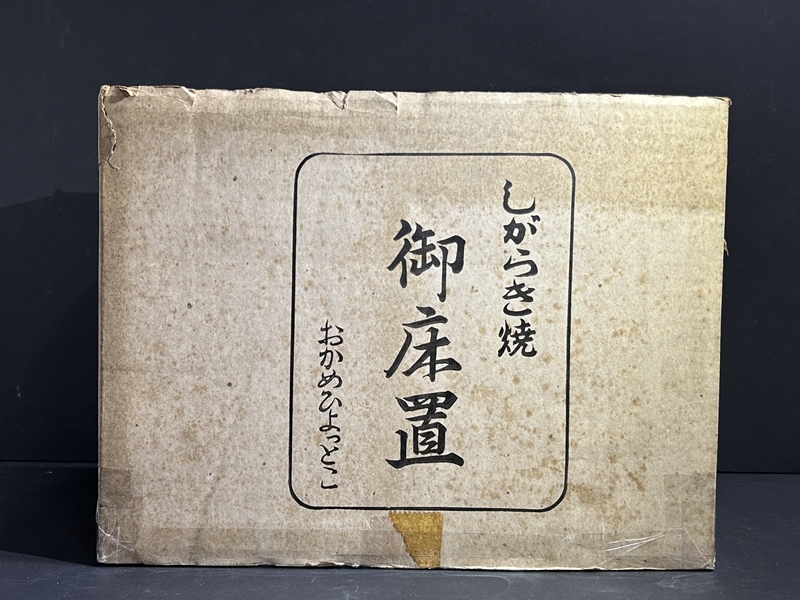 しがらき焼
御床置
おかめひょっとこ